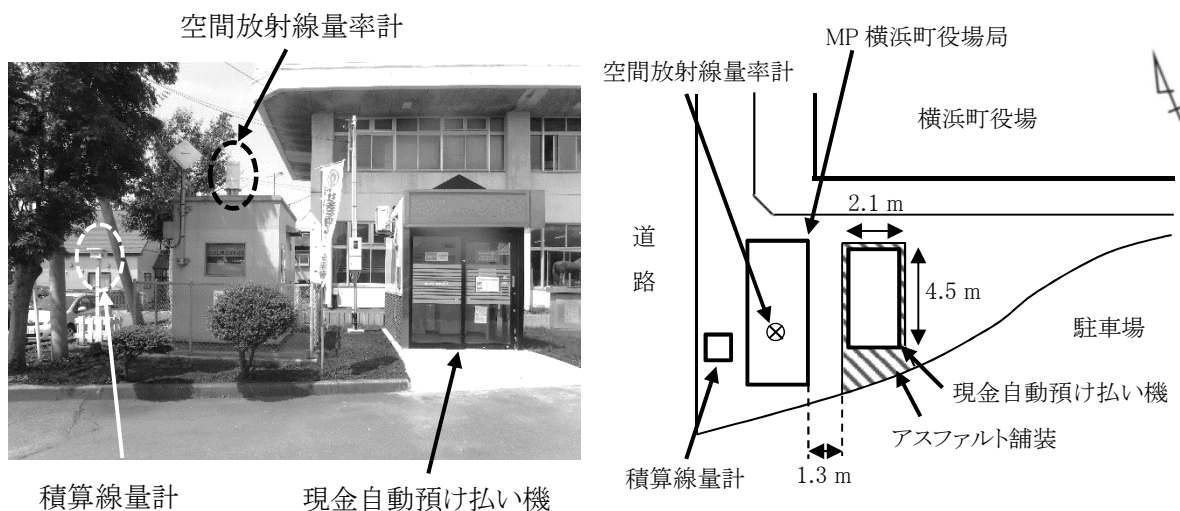 空間放射線量率計
積算線量計
現金自動預け払い機
MP 横浜町役場局
空間放射線量率計
横浜町役場
2.1 m
道
路
4.5 m
駐車場
現金自動預け払い機
アスファルト舗装
積算線量計
1.3 m